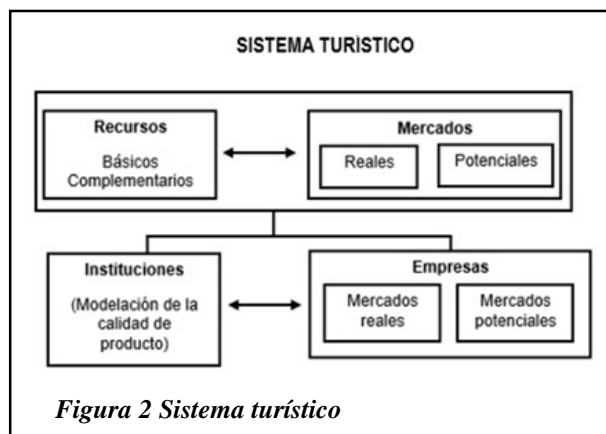 SISTEMA TURÌSTICO
Recursos
Básicos
Complementarios
Mercados
Reales
Potenciales
Instituciones
(Modelación de la
calidad de
producto)
Empresas
Mercados
reales
Mercados
potenciales
Figura 2 Sistema turístico